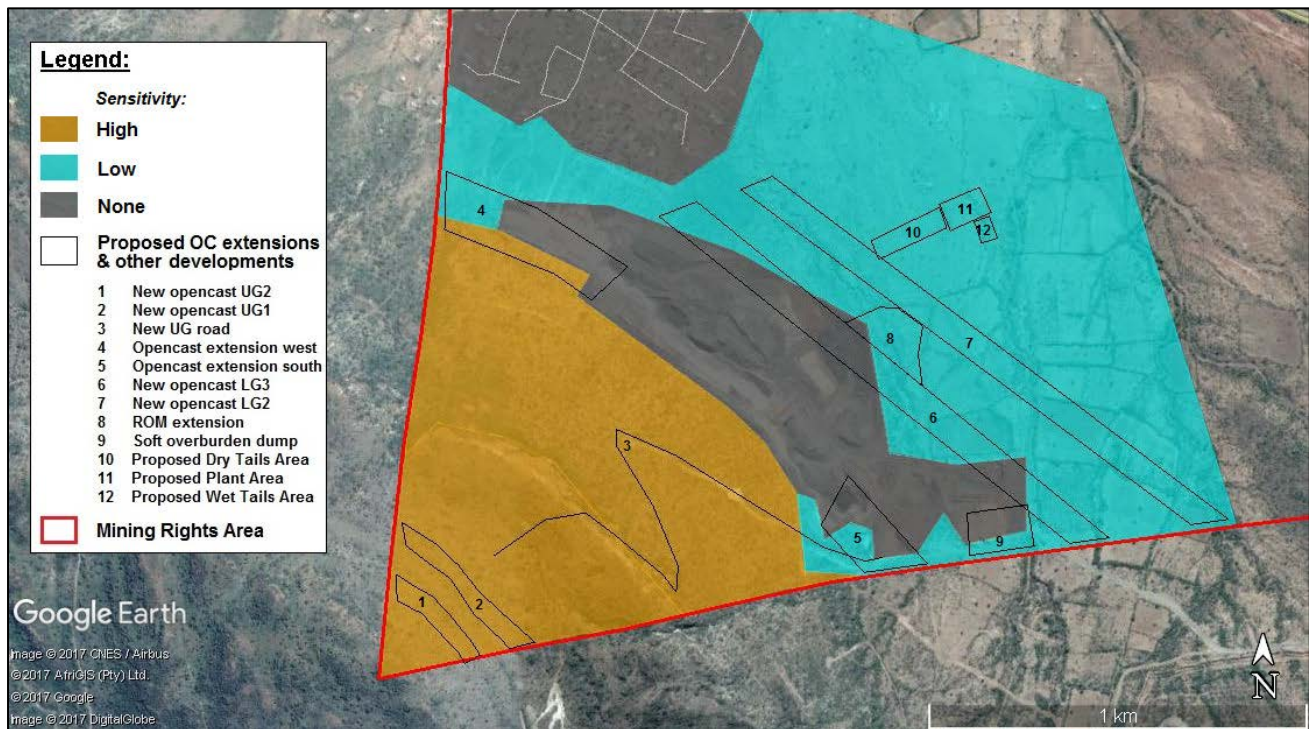 Legend:
Sensitivity:
High
Low
None
Proposed OC extensions
& other developments
1 New opencast UG2
2 New opencast UG1
3 New UG road
4 Opencast extension west
5 Opencast extension south
6 New opencast LG3
7 New opencast LG2
8 ROM extension
9 Soft overburden dump
10 Proposed Dry Tails Area
11 Proposed Plant Area
12 Proposed Wet Tails Area
Mining Rights Area
4
11
10
12
8
7
6
3
5
9
2
1
Google Earth
Image © 2017 CNES / Airbus
© 2017 AfriGIS (Pty) Ltd.
© 2017 Google
Image © 2017 DigitalGlobe
N
1 km